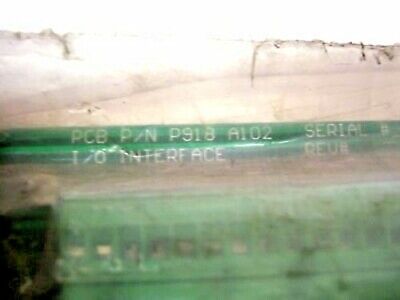 PCB P/N P918 A102 SERIAL #
I/O INTERFACE REV#